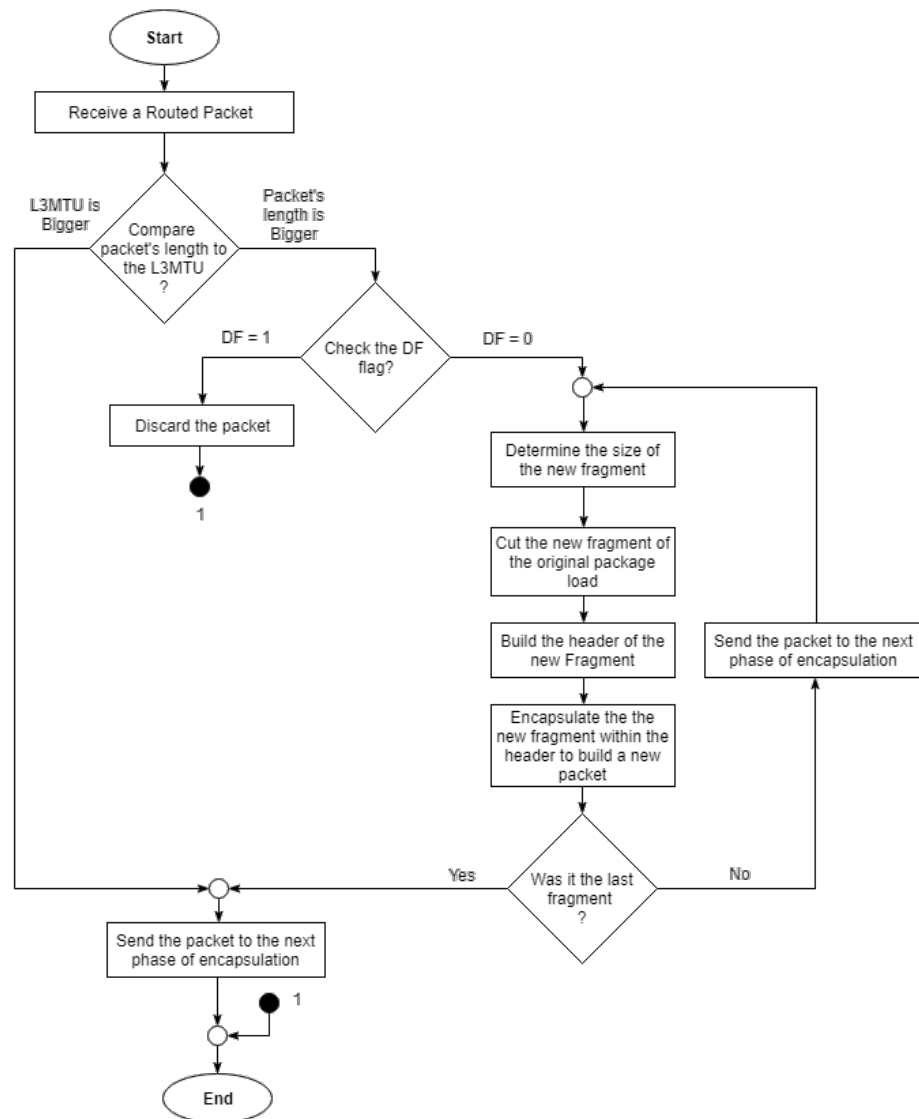 Start
Receive a Routed Packet
L3MTU is
Bigger
Packet's
length is
Bigger
Compare
packet's length to
the L3MTU
?
DF = 1
Check the DF
flag?
DF = 0
Discard the packet
1
Determine the size of
the new fragment
Cut the new fragment of
the original package
load
Build the header of the
new Fragment
Send the packet to the next
phase of encapsulation
Encapsulate the the
new fragment within the
header to build a new
packet
Yes
Was it the last
fragment
?
No
Send the packet to the next
phase of encapsulation
1
End